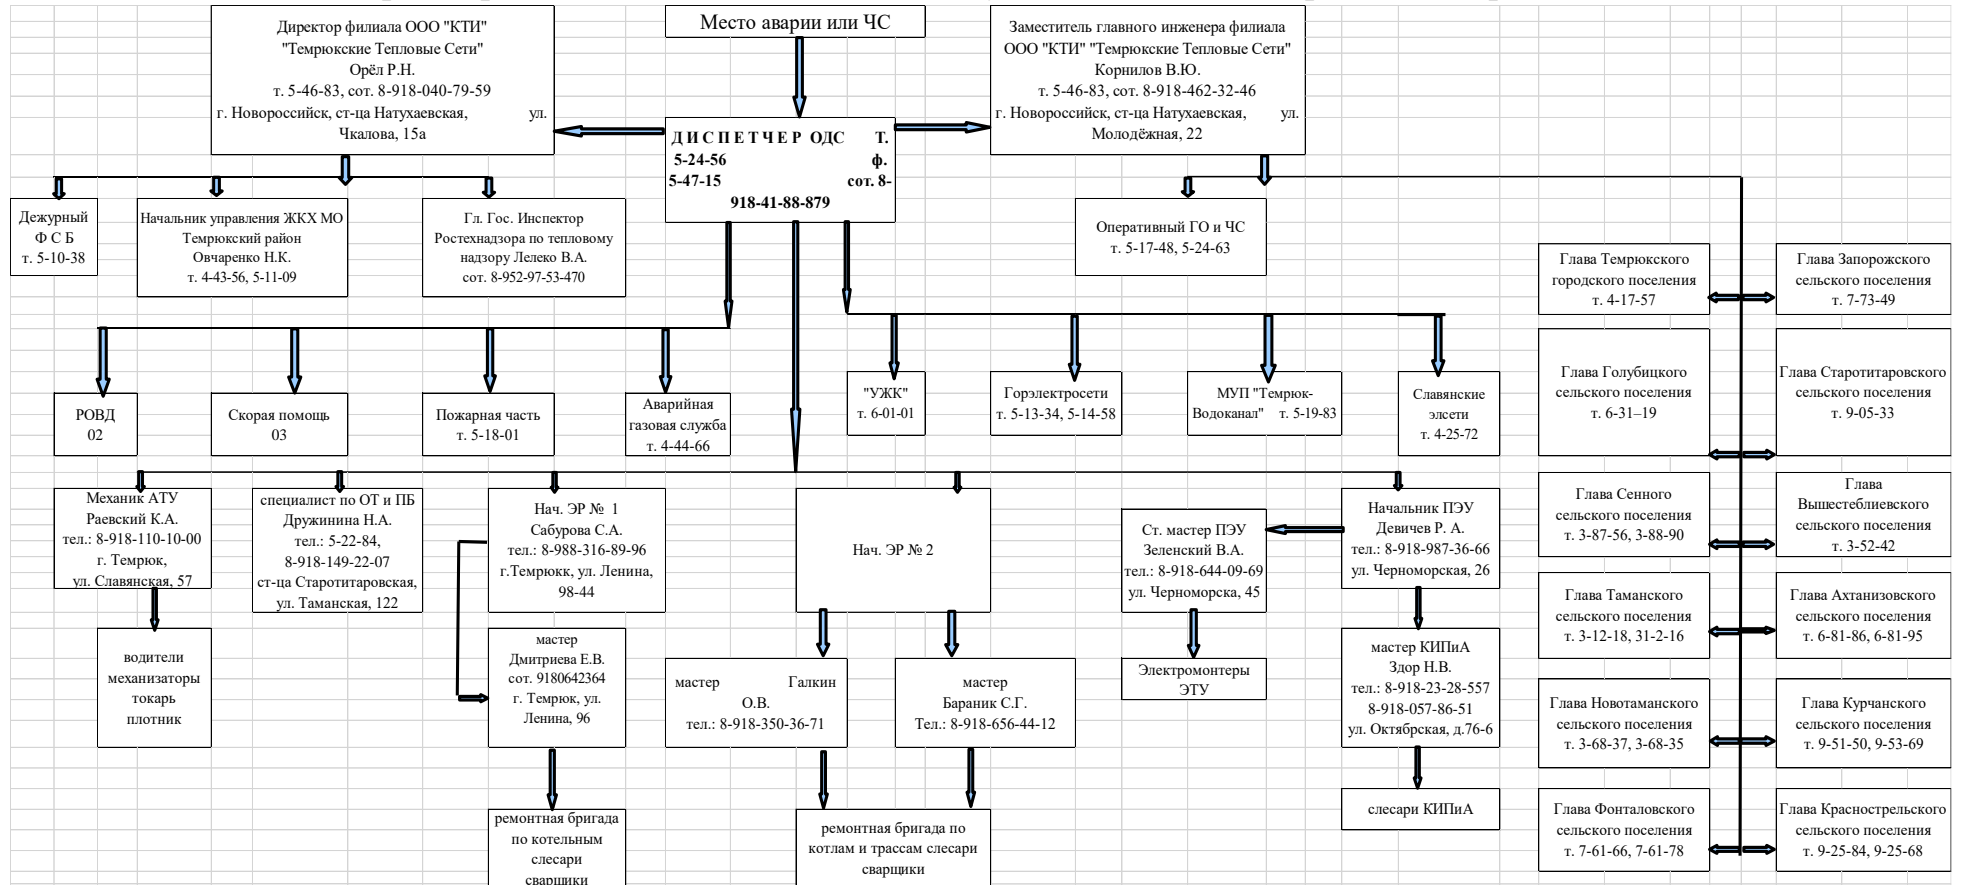 Место аварии или ЧС
Директор филиала ООО "КТИ"
"Темрюкские Тепловые Сети"
Орёл Р.Н.
т. 5-46-83, сот. 8-918-040-79-59
г. Новороссийск, ст-ца Натухаевская, ул.
Чкалова, 15а
Заместитель главного инженера филиала
ООО "КТИ" "Темрюкские Тепловые Сети"
Корнилов В.Ю.
т. 5-46-83, сот. 8-918-462-32-46
г. Новороссийск, ст-ца Натухаевская, ул.
Молодёжная, 22
Д И С П Е Т Ч Е Р ОДС Т.
5-24-56 ф.
5-47-15 сот. 8-
918-41-88-879
Дежурный
Ф С Б
т. 5-10-38
Начальник управления ЖКХ МО
Темрюкский район
Овчаренко Н.К.
т. 4-43-56, 5-11-09
Гл. Гос. Инспектор
Ростехнадзора по тепловому
надзору Лелеко В.А.
сот. 8-952-97-53-470
Оперативный ГО и ЧС
т. 5-17-48, 5-24-63
Глава Темрюкского
городского поселения
т. 4-17-57
Глава Запорожского
сельского поселения
т. 7-73-49
РОВД
02
Скорая помощь
03
Пожарная часть
т. 5-18-01
Аварийная
газовая служба
т. 4-44-66
"УЖК"
т. 6-01-01
Горэлектросети
т. 5-13-34, 5-14-58
МУП "Темрюк-
Водоканал" т. 5-19-83
Славянские
элсети
т. 4-25-72
Глава Голубицкого
сельского поселения
т. 6-31–19
Глава Старотитаровского
сельского поселения
т. 9-05-33
Механик АТУ
Раевский К.А.
тел.: 8-918-110-10-00
г. Темрюк,
ул. Славянская, 57
специалист по ОТ и ПБ
Дружинина Н.А.
тел.: 5-22-84,
8-918-149-22-07
ст-ца Старотитаровская,
ул. Таманская, 122
Нач. ЭР № 1
Сабурова С.А.
тел.: 8-988-316-89-96
г.Темрюкк, ул. Ленина,
98-44
Нач. ЭР № 2
Ст. мастер ПЭУ
Зеленский В.А.
тел.: 8-918-644-09-69
ул. Черноморска, 45
Начальник ПЭУ
Девичев Р. А.
тел.: 8-918-987-36-66
ул. Черноморская, 26
Глава Сенного
сельского поселения
т. 3-87-56, 3-88-90
Глава
Вышестеблиевского
сельского поселения
т. 3-52-42
Глава Таманского
сельского поселения
т. 3-12-18, 31-2-16
Глава Ахтанизовского
сельского поселения
т. 6-81-86, 6-81-95
водители
механизаторы
токарь
плотник
мастер
Дмитриева Е.В.
сот. 9180642364
г. Темрюк, ул.
Ленина, 96
мастер Галкин
О.В.
тел.: 8-918-350-36-71
мастер
Бараник С.Г.
Тел.: 8-918-656-44-12
Электромонтеры
ЭТУ
мастер КИПиА
Здор Н.В.
тел.: 8-918-23-28-557
8-918-057-86-51
ул. Октябрская, д.76-6
Глава Новотаманского
сельского поселения
т. 3-68-37, 3-68-35
Глава Курчанского
сельского поселения
т. 9-51-50, 9-53-69
ремонтная бригада
по котельным
слесари
сварщики
ремонтная бригада по
котлам и трассам слесари
сварщики
слесари КИПиА
Глава Фонталовского
сельского поселения
т. 7-61-66, 7-61-78
Глава Краснострельского
сельского поселения
т. 9-25-84, 9-25-68